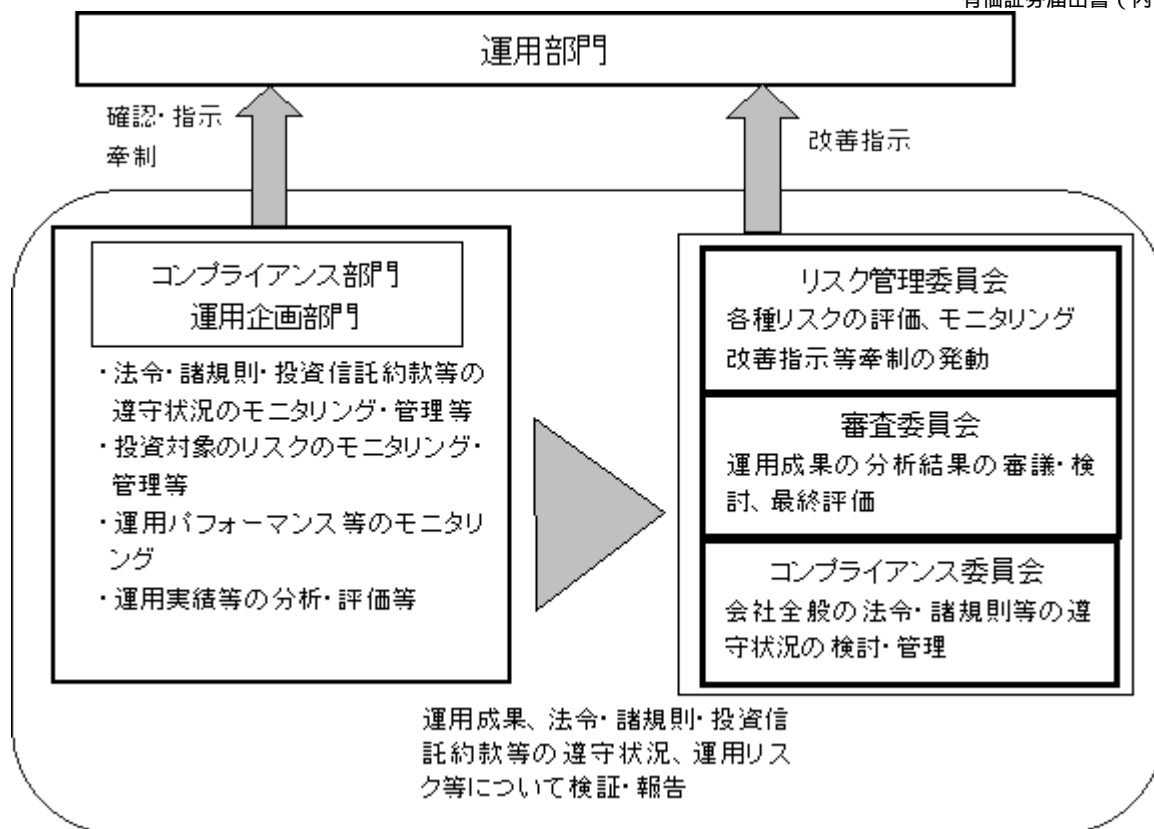 有価証券届出書（内
運用部門
確認・指示
牽制
改善指示
コンプライアンス部門
運用企画部門
・法令・諸規則・投資信託約款等の
遵守状況のモニタリング・管理等
・投資対象のリスクのモニタリング・
管理等
・運用パフォーマンス等のモニタリ
ング
・運用実績等の分析・評価等
リスク管理委員会
各種リスクの評価、モニタリング
改善指示等牽制の発動
審査委員会
運用成果の分析結果の審議・検
討、最終評価
コンプライアンス委員会
会社全般の法令・諸規則等の遵
守状況の検討・管理
運用成果、法令・諸規則・投資信
託約款等の遵守状況、運用リス
ク等について検証・報告